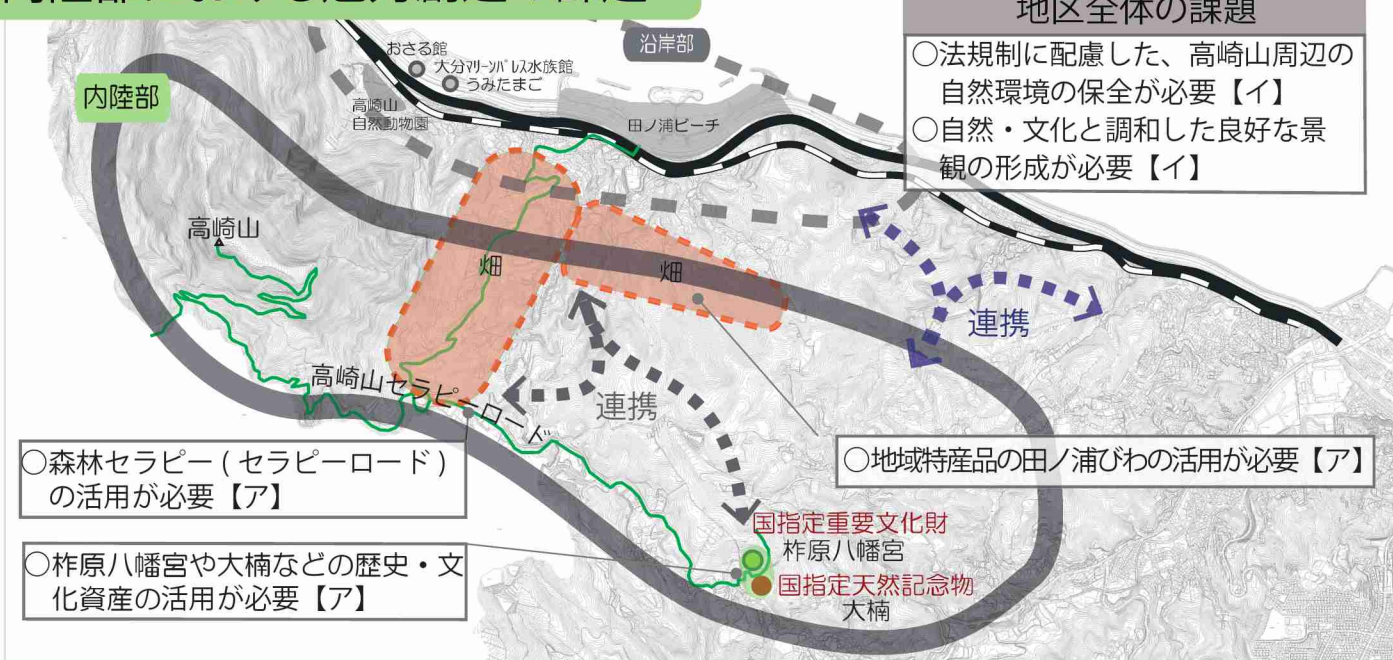 地区全体の課題
○法規制に配慮した、高崎山周辺の
自然環境の保全が必要【イ】
○自然・文化と調和した良好な景
観の形成が必要【イ】
沿岸部
内陸部
おさる館
大分マリーンパレス水族館
うみたまご
高崎山
自然動物園
田ノ浦ビーチ
高崎山
畑
畑
連携
高崎山セラピーロード
連携
○森林セラピー(セラピーロード)
の活用が必要【ア】
○地域特産品の田ノ浦びわの活用が必要【ア】
国指定重要文化財
柞原八幡宮
国指定天然記念物
大楠
○柞原八幡宮や大楠などの歴史・文
化資産の活用が必要【ア】